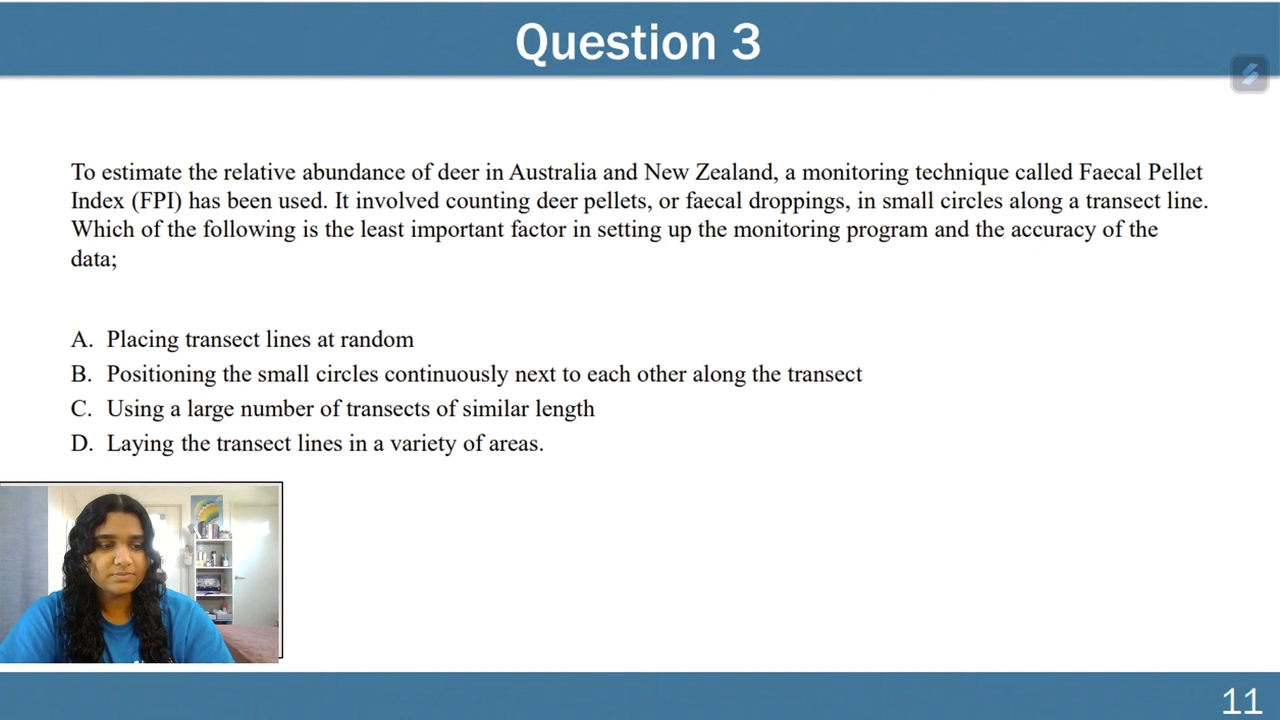 Question 3
To estimate the relative abundance of deer in Australia and New Zealand, a monitoring technique called Faecal Pellet
Index (FPI) has been used. It involved counting deer pellets, or faecal droppings, in small circles along a transect line.
Which of the following is the least important factor in setting up the monitoring program and the accuracy of the
data;
A. Placing transect lines at random
B. Positioning the small circles continuously next to each other along the transect
C. Using a large number of transects of similar length
D. Laying the transect lines in a variety of areas.
11